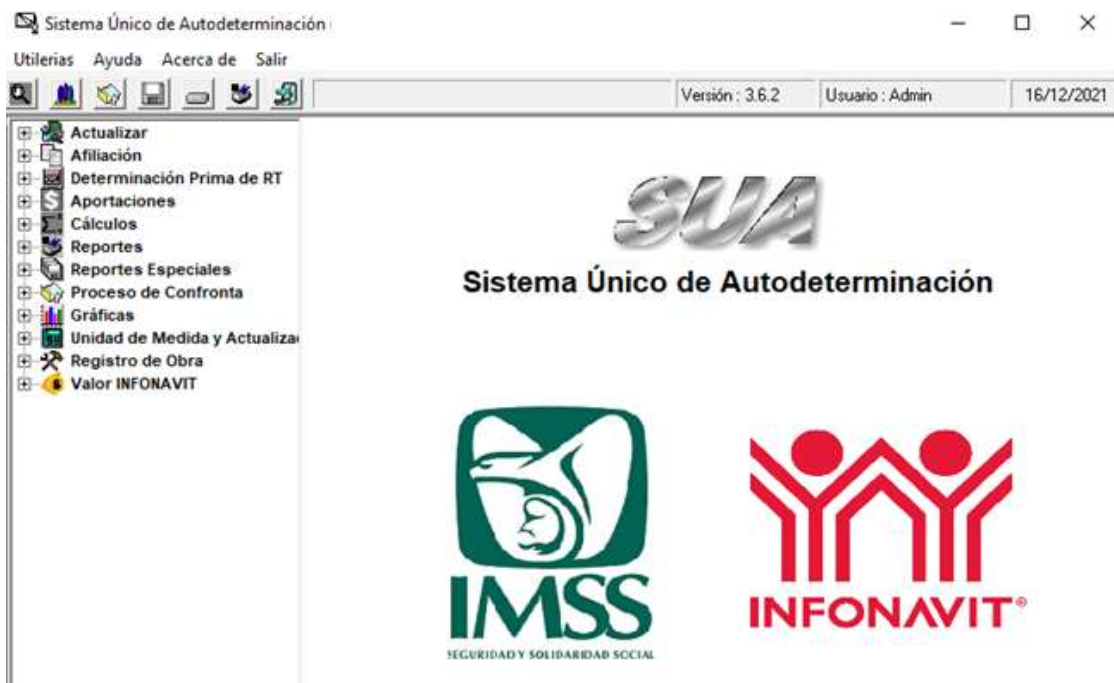 Sistema Único de Autodeterminación
Utilerias Ayuda Acerca de Salir
Versión : 3.6.2 Usuario : Admin 16/12/2021
Actualizar
Afiliación
Determinación Prima de RT
Aportaciones
Cálculos
Reportes
Reportes Especiales
Proceso de Confronta
Gráficas
Unidad de Medida y Actualiza
Registro de Obra
Valor INFONAVIT
SUA
Sistema Único de Autodeterminación
IMSS
SEGURIDAD Y SOLIDARIDAD SOCIAL
INFONAVIT®